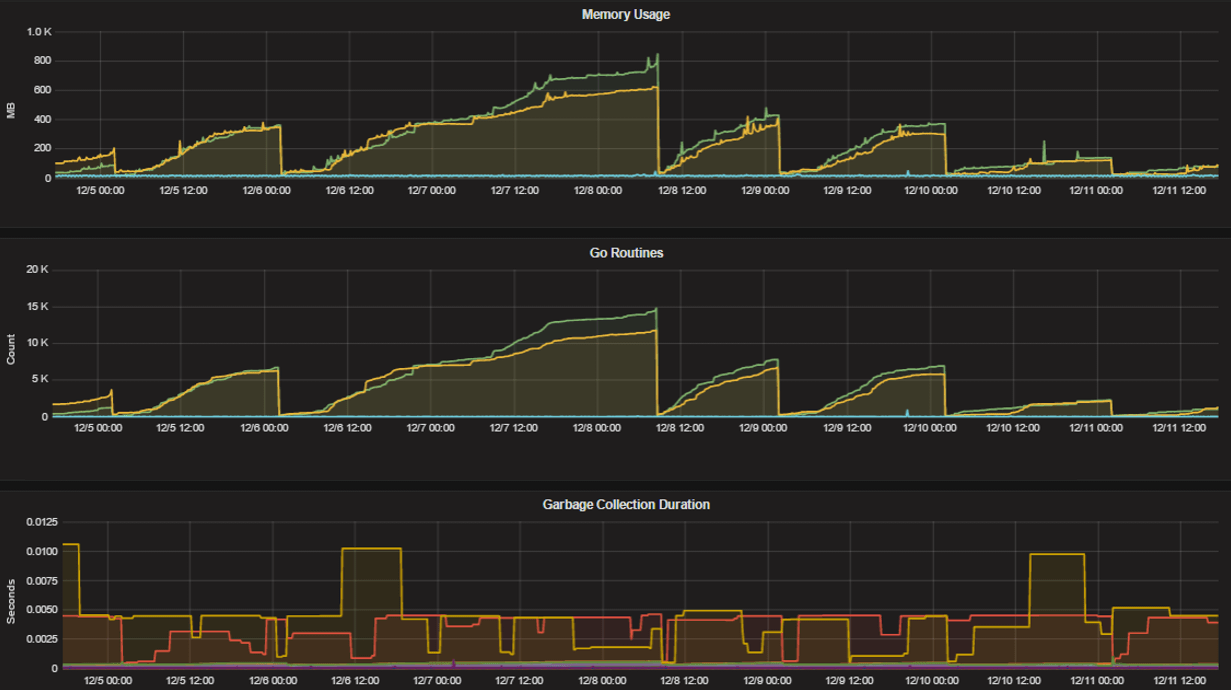 Memory Usage
1.0 K
800
600
400
200
0
MB
12/5 00:00 12/5 12:00 12/6 00:00 12/6 12:00 12/7 00:00 12/7 12:00 12/8 00:00 12/8 12:00 12/9 00:00 12/9 12:00 12/10 00:00 12/10 12:00 12/11 00:00 12/11 12:00
Go Routines
20 K
15 K
10 K
5 K
0
Count
12/5 00:00 12/5 12:00 12/6 00:00 12/6 12:00 12/7 00:00 12/7 12:00 12/8 00:00 12/8 12:00 12/9 00:00 12/9 12:00 12/10 00:00 12/10 12:00 12/11 00:00 12/11 12:00
Garbage Collection Duration
0.0125
0.0100
0.0075
0.0050
0.0025
0
Seconds
12/5 00:00 12/5 12:00 12/6 00:00 12/6 12:00 12/7 00:00 12/7 12:00 12/8 00:00 12/8 12:00 12/9 00:00 12/9 12:00 12/10 00:00 12/10 12:00 12/11 00:00 12/11 12:00